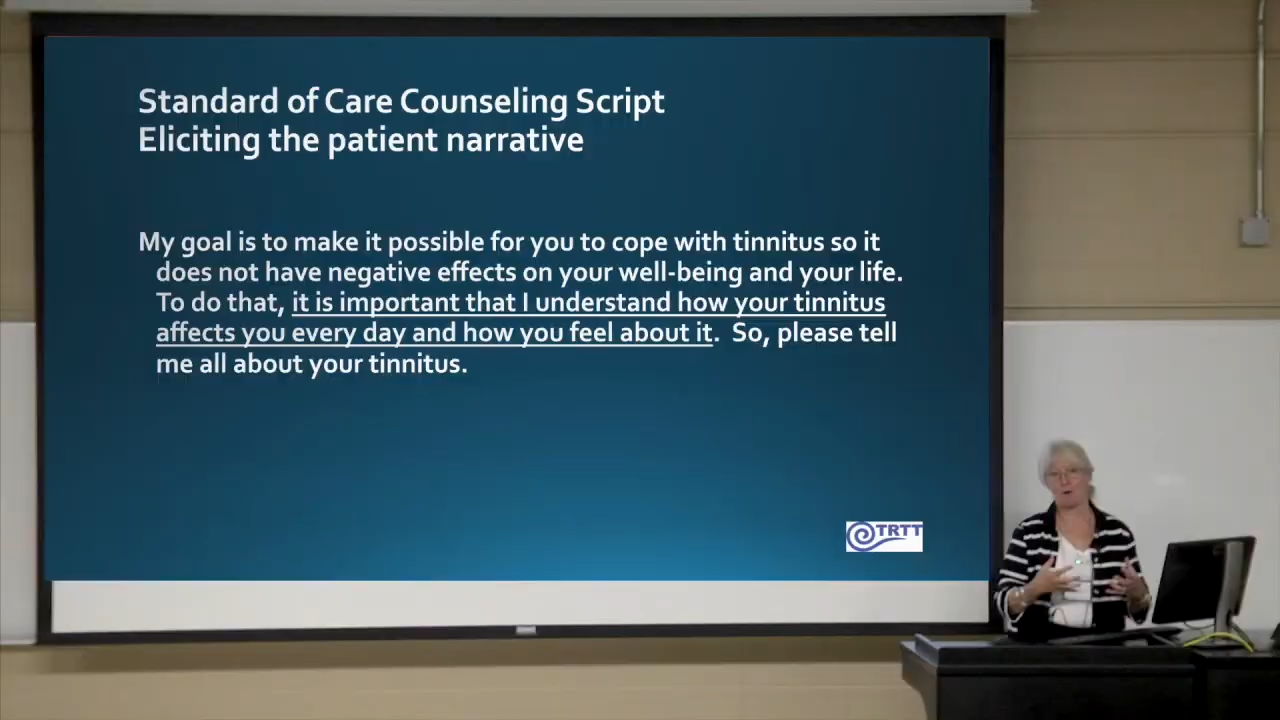 Standard of Care Counseling Script
Eliciting the patient narrative
My goal is to make it possible for you to cope with tinnitus so it
does not have negative effects on your well-being and your life.
To do that, it is important that I understand how your tinnitus
affects you every day and how you feel about it.  So, please tell
me all about your tinnitus.
TRTT